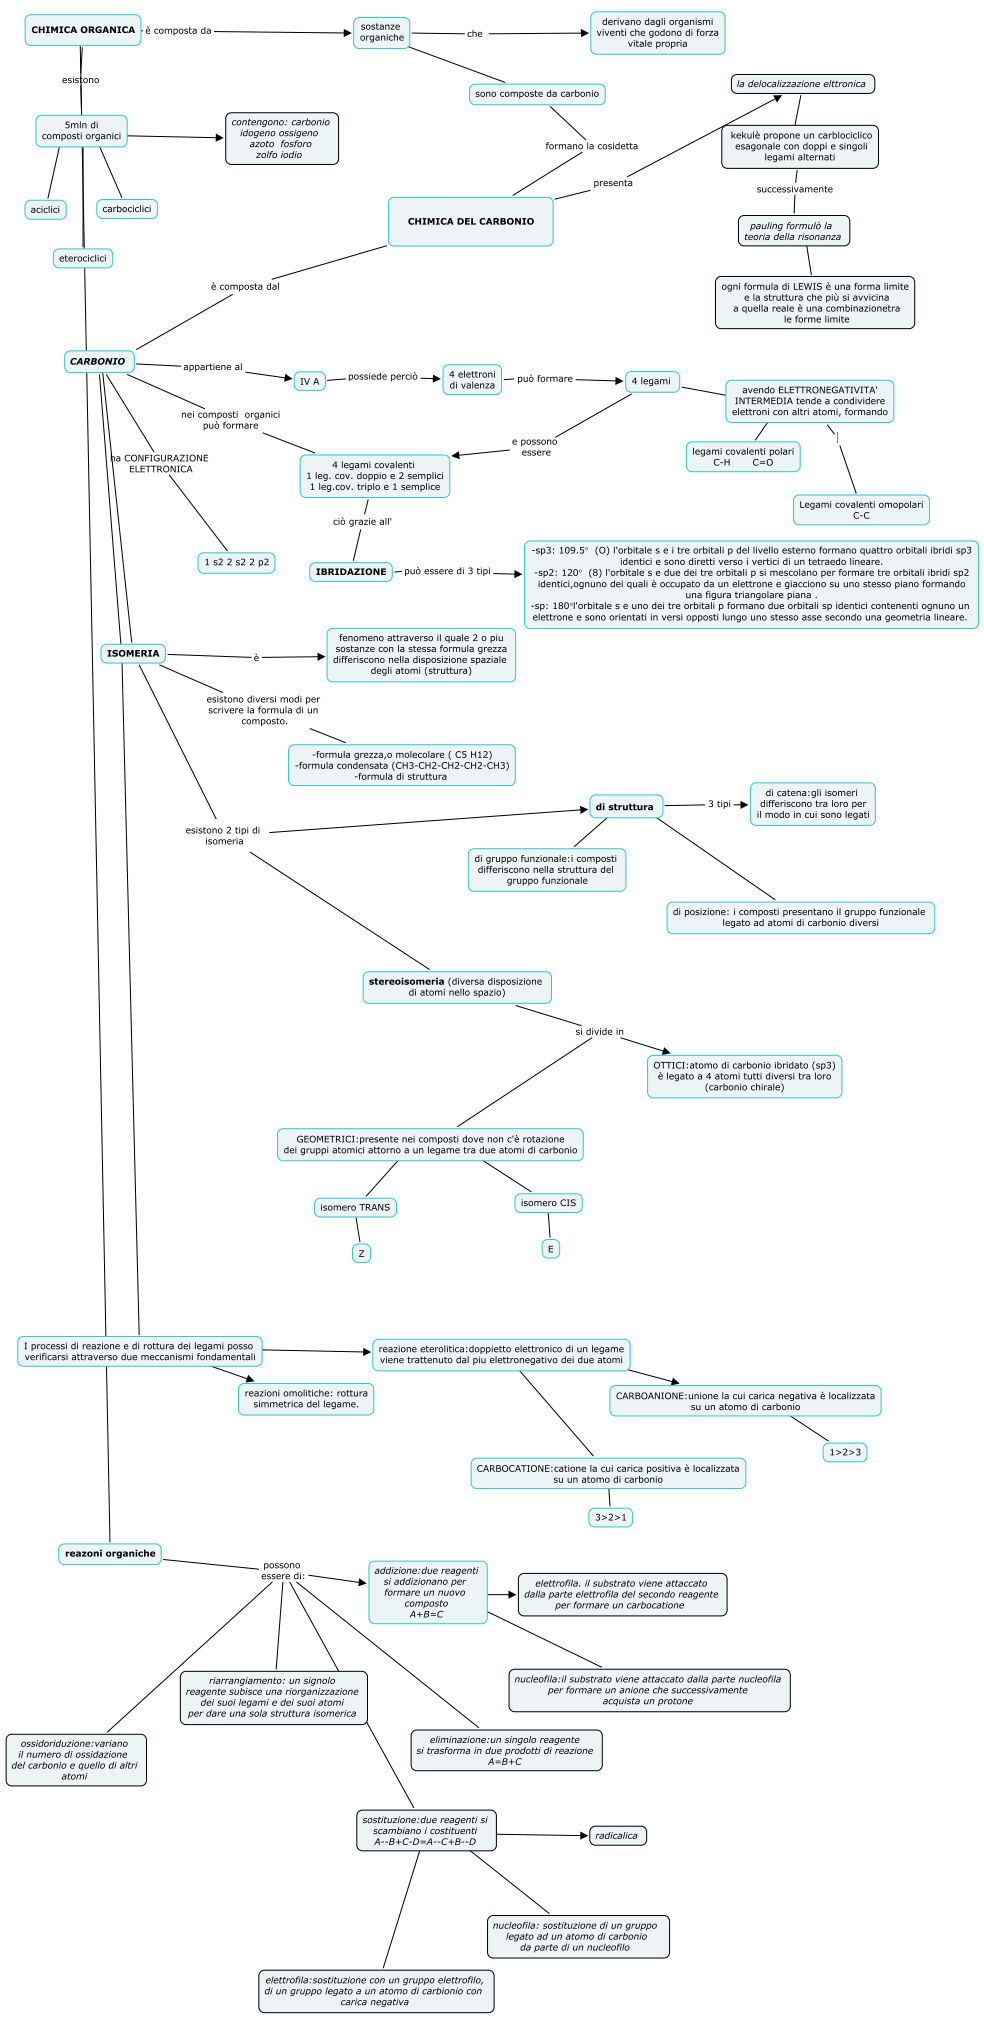 CHIMICA ORGANICA
è composta da
sostanze
organiche
che
derivano dagli organismi
viventi che godono di forza
vitale propria
esistono
sono composte da carbonio
la delocalizzazione elttronica
5mln di
composti organici
contengono: carbonio
idogeno ossigeno
azoto fosforo
zolfo iodio
formano la cosidetta
kekulè propone un carblociclico
esagonale con doppi e singoli
legami alternati
presenta
successivamente
aciclici
carbociclici
CHIMICA DEL CARBONIO
pauling formulò la
teoria della risonanza
eterociclici
è composta dal
ogni formula di LEWIS è una forma limite
e la struttura che più si avvicina
a quella reale è una combinazionetra
le forme limite
CARBONIO
appartiene al
IV A
possiede perciò
4 elettroni
di valenza
può formare
4 legami
avendo ELETTRONEGATIVITA'
INTERMEDIA tende a condividere
elettroni con altri atomi, formando
nei composti organici
può formare
e possono
essere
|
legami covalenti polari
C-H C=O
ha CONFIGURAZIONE
ELETTRONICA
4 legami covalenti
1 leg. cov. doppio e 2 semplici
1 leg.cov. triplo e 1 semplice
Legami covalenti omopolari
C-C
ciò grazie all'
1 s2 2 s2 2 p2
IBRIDAZIONE
può essere di 3 tipi
-sp3: 109.5° (O) l'orbitale s e i tre orbitali p del livello esterno formano quattro orbitali ibridi sp3
identici e sono diretti verso i vertici di un tetraedo lineare.
-sp2: 120° (8) l'orbitale s e due dei tre orbitali p si mescolano per formare tre orbitali ibridi sp2
identici,ognuno dei quali è occupato da un elettrone e giacciono su uno stesso piano formando
una figura triangolare piana .
-sp: 180°l'orbitale s e uno dei tre orbitali p formano due orbitali sp identici contenenti ognuno un
elettrone e sono orientati in versi opposti lungo uno stesso asse secondo una geometria lineare.
ISOMERIA
è
fenomeno attraverso il quale 2 o piu
sostanze con la stessa formula grezza
differiscono nella disposizione spaziale
degli atomi (struttura)
esistono diversi modi per
scrivere la formula di un
composto.
-formula grezza,o molecolare ( C5 H12)
-formula condensata (CH3-CH2-CH2-CH2-CH3)
-formula di struttura
esistono 2 tipi di
isomeria
di struttura
3 tipi
di catena:gli isomeri
differiscono tra loro per
il modo in cui sono legati
di gruppo funzionale:i composti
differiscono nella struttura del
gruppo funzionale
di posizione: i composti presentano il gruppo funzionale
legato ad atomi di carbonio diversi
stereoisomeria (diversa disposizione
di atomi nello spazio)
si divide in
OTTICI:atomo di carbonio ibridato (sp3)
è legato a 4 atomi tutti diversi tra loro
(carbonio chirale)
GEOMETRICI:presente nei composti dove non c'è rotazione
dei gruppi atomici attorno a un legame tra due atomi di carbonio
isomero TRANS
isomero CIS
Z
E
I processi di reazione e di rottura dei legami posso
verificarsi attraverso due meccanismi fondamentali
reazione eterolitica:doppietto elettronico di un legame
viene trattenuto dal piu elettronegativo dei due atomi
reazioni omolitiche: rottura
simmetrica del legame.
CARBOANIONE:unione la cui carica negativa è localizzata
su un atomo di carbonio
1>2>3
CARBOCATIONE:catione la cui carica positiva è localizzata
su un atomo di carbonio
3>2>1
reazoni organiche
possono
essere di:
addizione:due reagenti
si addizionano per
formare un nuovo
composto
A+B=C
elettrofila. il substrato viene attaccato
dalla parte elettrofila del secondo reagente
per formare un carbocatione
nucleofila:il substrato viene attaccato dalla parte nucleofila
per formare un anione che successivamente
acquista un protone
riarrangiamento: un signolo
reagente subisce una riorganizzazione
dei suoi legami e dei suoi atomi
per dare una sola struttura isomerica
ossidoriduzione:variano
il numero di ossidazione
del carbonio e quello di altri
atomi
eliminazione:un singolo reagente
si trasforma in due prodotti di reazione
A=B+C
sostituzione:due reagenti si
scambiano i costituenti
A--B+C-D=A--C+B--D
radicalica
nucleofila: sostituzione di un gruppo
legato ad un atomo di carbonio
da parte di un nucleofilo
elettrofila:sostituzione con un gruppo elettrofilo,
di un gruppo legato a un atomo di carbionio con
carica negativa